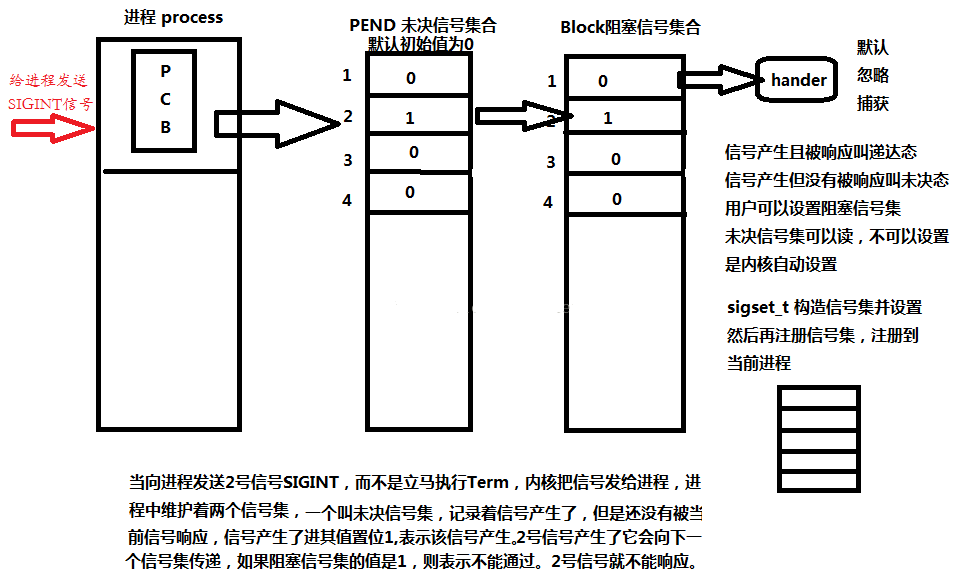 进程 process
PEND 未决信号集合
默认初始值为0
Block阻塞信号集合
给进程发送
SIGINT信号
P
C
B
1
0
2
1
3
0
4
0
1
0
2
1
3
0
4
0
hander
默认
忽略
捕获
信号产生且被响应叫递达态
信号产生但没有被响应叫未决态
用户可以设置阻塞信号集
未决信号集可以读，不可以设置
是内核自动设置
sigset_t 构造信号集并设置
然后再注册信号集，注册到
当前进程
当向进程发送2号信号SIGINT，而不是立马执行Term，内核把信号发给进程，进
程中维护着两个信号集，一个叫未决信号集，记录着信号产生了，但是还没有被当
前信号响应，信号产生了进其值置位1,表示该信号产生。2号信号产生了它会向下一
个信号集传递，如果阻塞信号集的值是1，则表示不能通过。2号信号就不能响应。